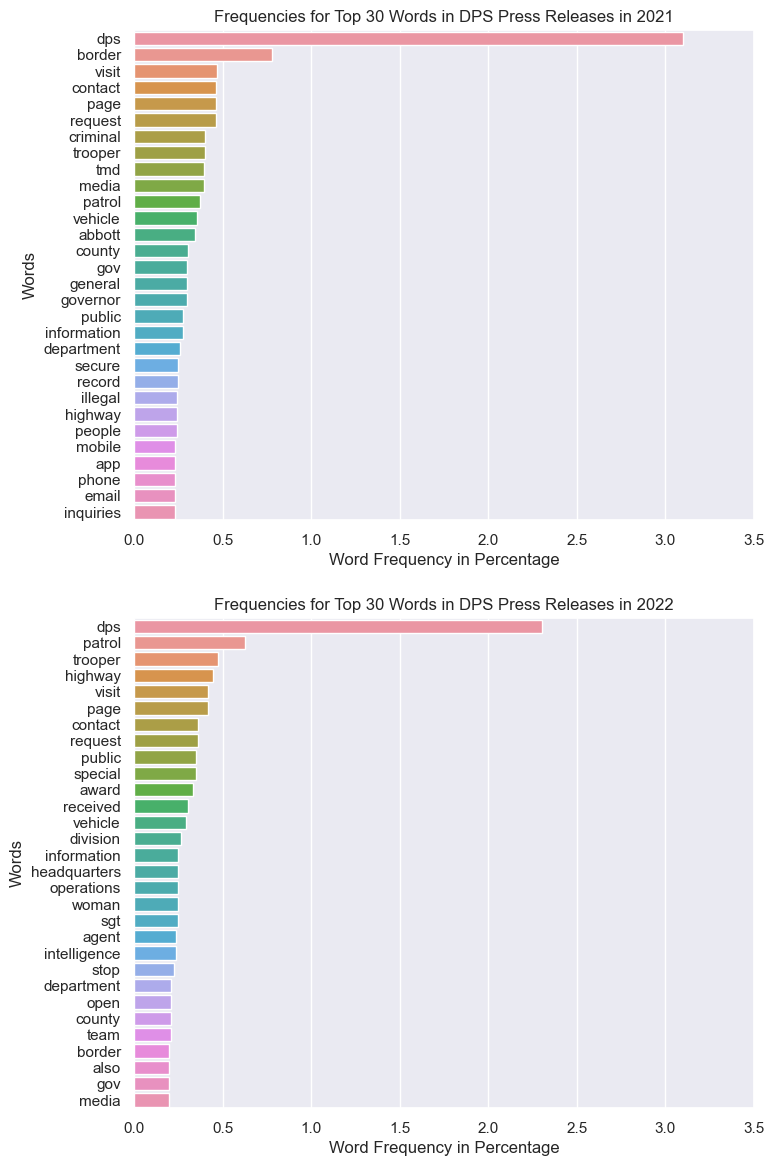 Frequencies for Top 30 Words in DPS Press Releases in 2021
dps
border
visit
contact
page
request
criminal
trooper
tmd
media
patrol
vehicle
abbott
county
gov
general
governor
public
information
department
secure
record
illegal
highway
people
mobile
app
phone
email
inquiries
Words
0.0 0.5 1.0 1.5 2.0 2.5 3.0 3.5
Word Frequency in Percentage
Frequencies for Top 30 Words in DPS Press Releases in 2022
dps
patrol
trooper
highway
visit
page
contact
request
public
special
award
received
vehicle
division
information
headquarters
operations
woman
sgt
agent
intelligence
stop
department
open
county
team
border
also
gov
media
Words
0.0 0.5 1.0 1.5 2.0 2.5 3.0 3.5
Word Frequency in Percentage